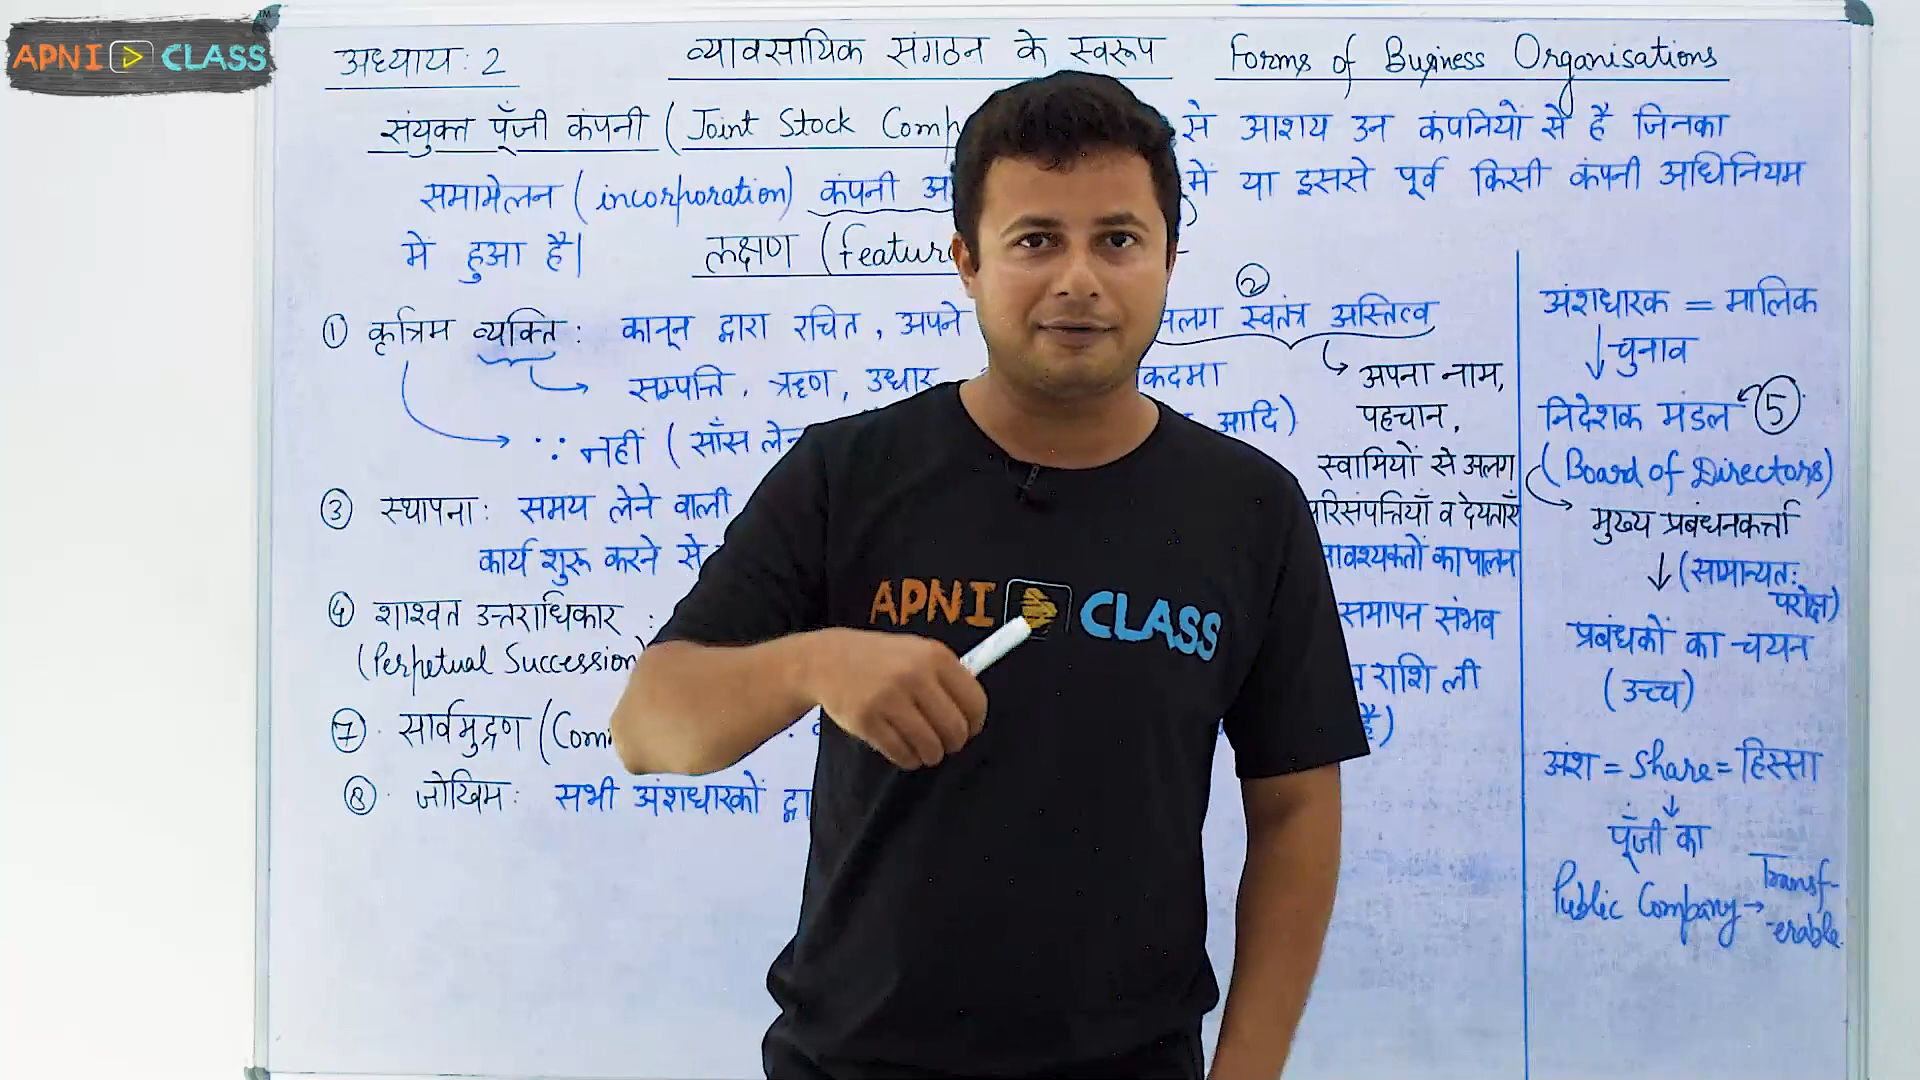 APNI CLASS
अध्याय: 2 व्यावसायिक संगठन के स्वरूप Forms of Business Organisations
संयुक्त पूँजी कंपनी (Joint Stock Comp से आशय उन कंपनियों से है जिनका
समामेलन (incorporation) कंपनी अ में या इससे पूर्व किसी कंपनी अधिनियम
में हुआ है|
लक्षण (Featur
① कृत्रिम व्यक्ति: कानून द्वारा रचित, अपने अलग स्वतंत्र अस्तित्व
②
→ सम्पत्ति, ऋण, उधार, कदमा
→ ∵ नहीं (साँस लेन आदि)
→ अपना नाम,
पहचान,
स्वामियों से अलग
परिसंपत्तियाँ व देयताएँ
③ स्थापना: समय लेने वाली
कार्य शुरू करने से आवश्यकतों का पालन
④ शाश्वत उत्तराधिकार : समापन संभव
(Perpetual Succession) राशि ली
⑦ सार्वमुद्रण (Com है)
⑧ जोखिम: सभी अंशधारकों द्वा
अंशधारक = मालिक
↓ चुनाव
निदेशक मंडल ⑤
(Board of Directors)
→ मुख्य प्रबंधनकर्त्ता
↓ (सामान्यत:
परोक्ष)
प्रबंधकों का चयन
(उच्च)
अंश = Share = हिस्सा
↓
पूँजी का
Public Company → Transf-
-erable
APNI CLASS